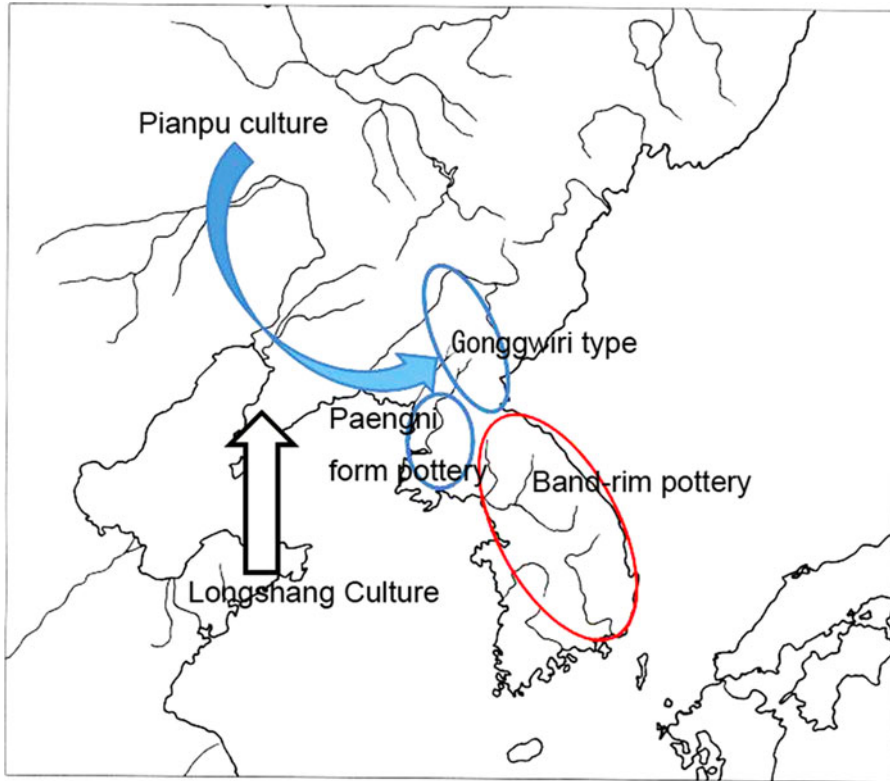 Pianpu culture
Gonggwiri type
Paengni
form pottery
Band-rim pottery
Longshang Culture